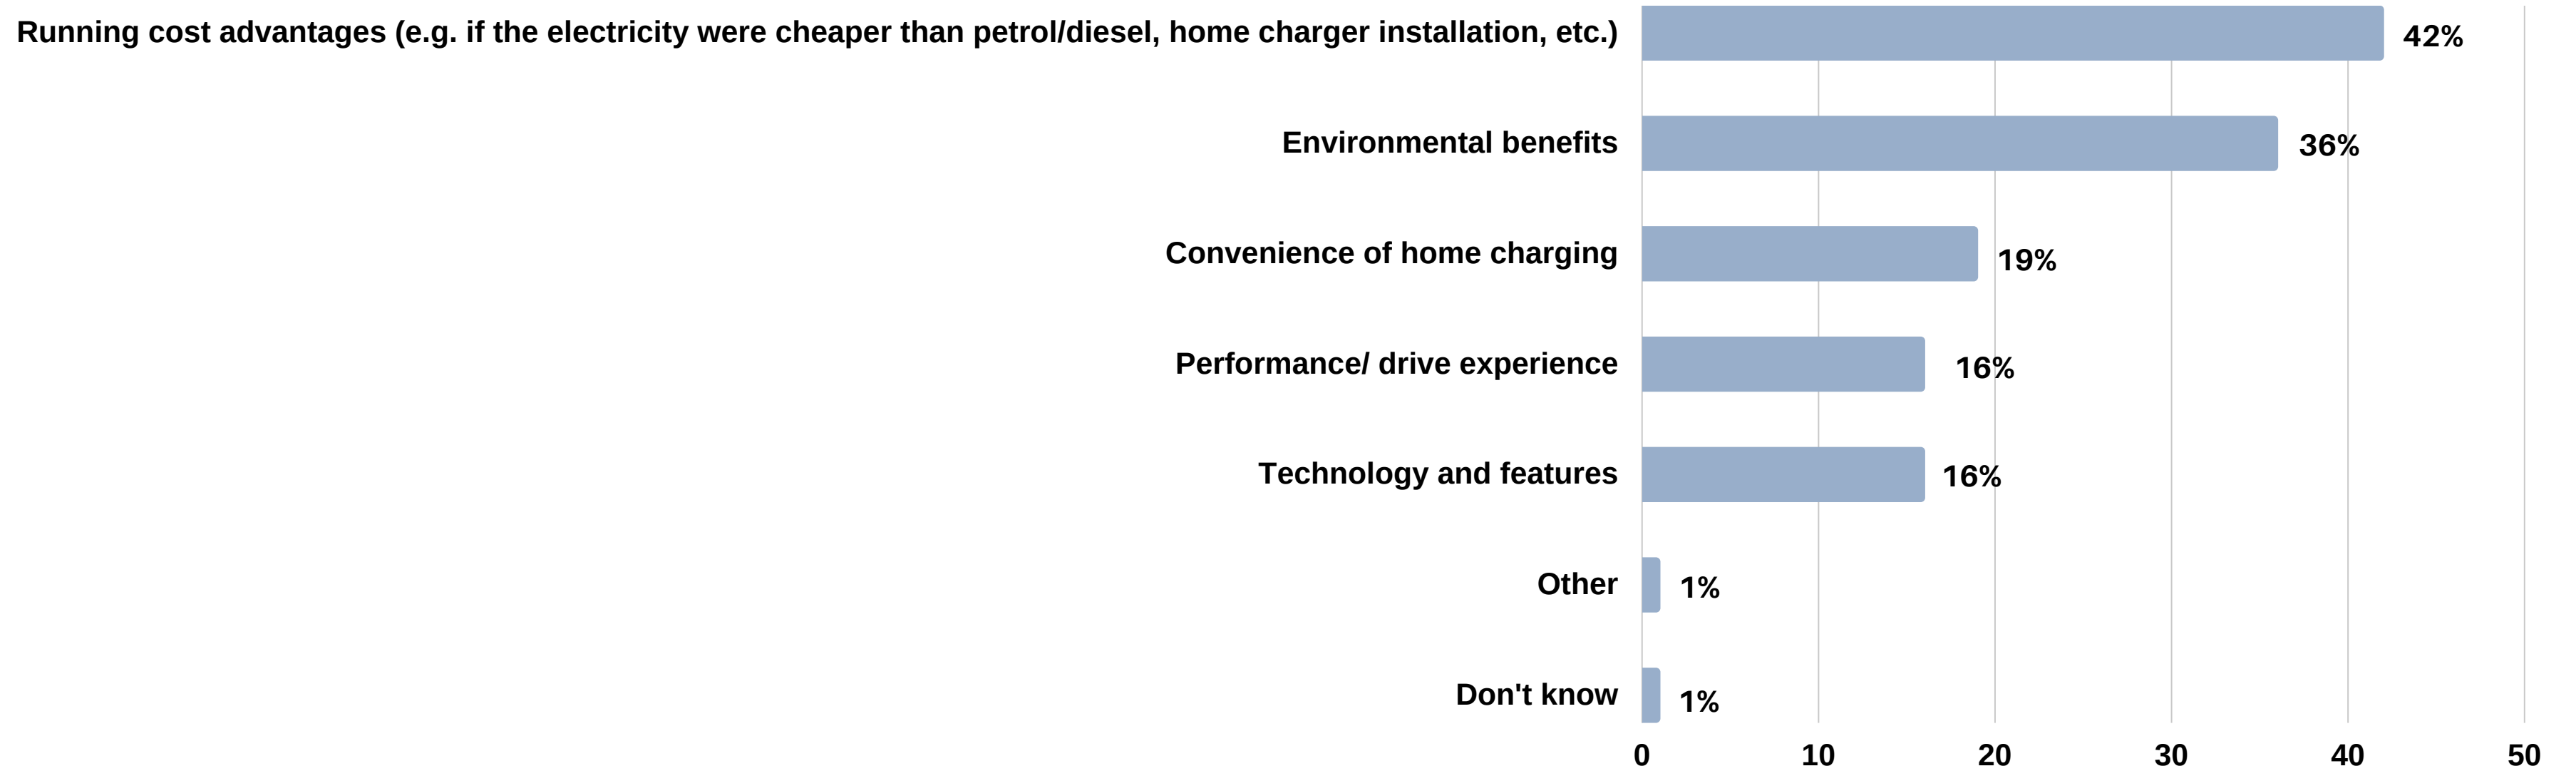 Running cost advantages (e.g. if the electricity were cheaper than petrol/diesel, home charger installation, etc.) 42%
Environmental benefits 36%
Convenience of home charging 19%
Performance/ drive experience 16%
Technology and features 16%
Other 1%
Don't know 1%
0 10 20 30 40 50